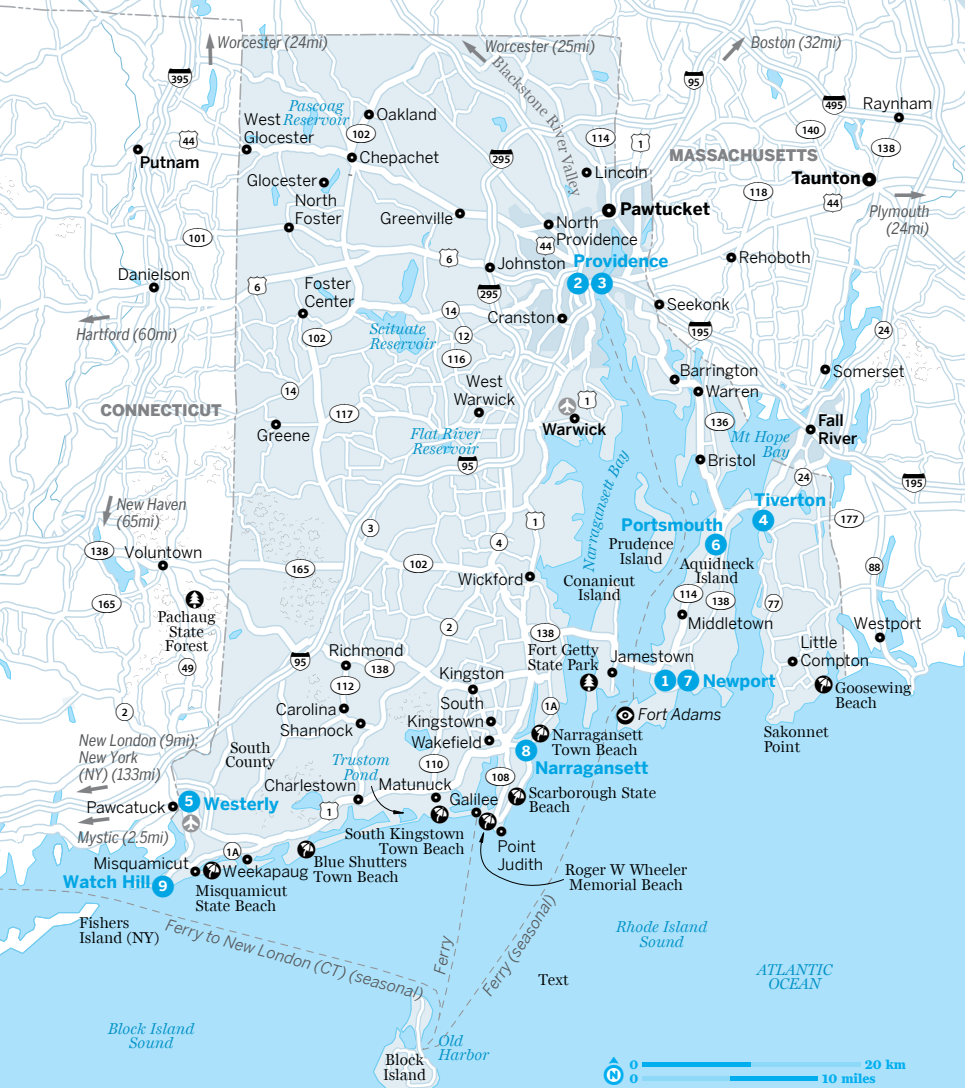 Worcester (24mi)
Worcester (25mi)
Boston (32mi)
395
95
495
Raynham
Pascoag
Reservoir
Oakland
West
Glocester
102
Blackstone River Valley
44
114
1
140
138
Putnam
Chepachet
295
MASSACHUSETTS
Lincoln
Taunton
Glocester
118
44
Pawtucket
Plymouth
(24mi)
North
Foster
Greenville
North
Providence
44
101
6
Johnston
Providence
Rehoboth
Danielson
6
Foster
Center
295
2
3
Seekonk
Hartford (60mi)
102
14
Cranston
195
24
Scituate
Reservoir
12
116
Barrington
Somerset
14
West
Warwick
1
Warren
CONNECTICUT
117
Warwick
136
Fall
River
Greene
Flat River
Reservoir
Mt Hope
Bay
95
Bristol
24
195
Narragansett Bay
New Haven
(65mi)
Tiverton
4
3
1
Portsmouth
6
177
138
Voluntown
4
Prudence
Island
165
102
Aquidneck
Island
88
Wickford
Conanicut
Island
165
114
138
77
Pachaug
State
Forest
2
Middletown
Westport
138
49
95
Richmond
138
Fort Getty
State Park
Jamestown
Little
Compton
Kingston
112
1
7
Newport
Goosewing
Beach
2
Carolina
South
Kingstown
1A
Fort Adams
Shannock
Sakonnet
Point
New London (9mi);
New York
(NY) (133mi)
South
County
Wakefield
Narragansett
Town Beach
8
Narragansett
Trustom
Pond
110
108
Charlestown
Matunuck
Scarborough State
Beach
Pawcatuck
5
Westerly
1
Galilee
Mystic (2.5mi)
South Kingstown
Town Beach
Point
Judith
1A
Misquamicut
Weekapaug
Blue Shutters
Town Beach
Roger W Wheeler
Memorial Beach
Watch Hill
9
Misquamicut
State Beach
Fishers
Island (NY)
Ferry to New London (CT) (seasonal)
Ferry
Ferry (seasonal)
Rhode Island
Sound
Text
ATLANTIC
OCEAN
Block Island
Sound
Old
Harbor
Block
Island
N
0
20 km
0
10 miles